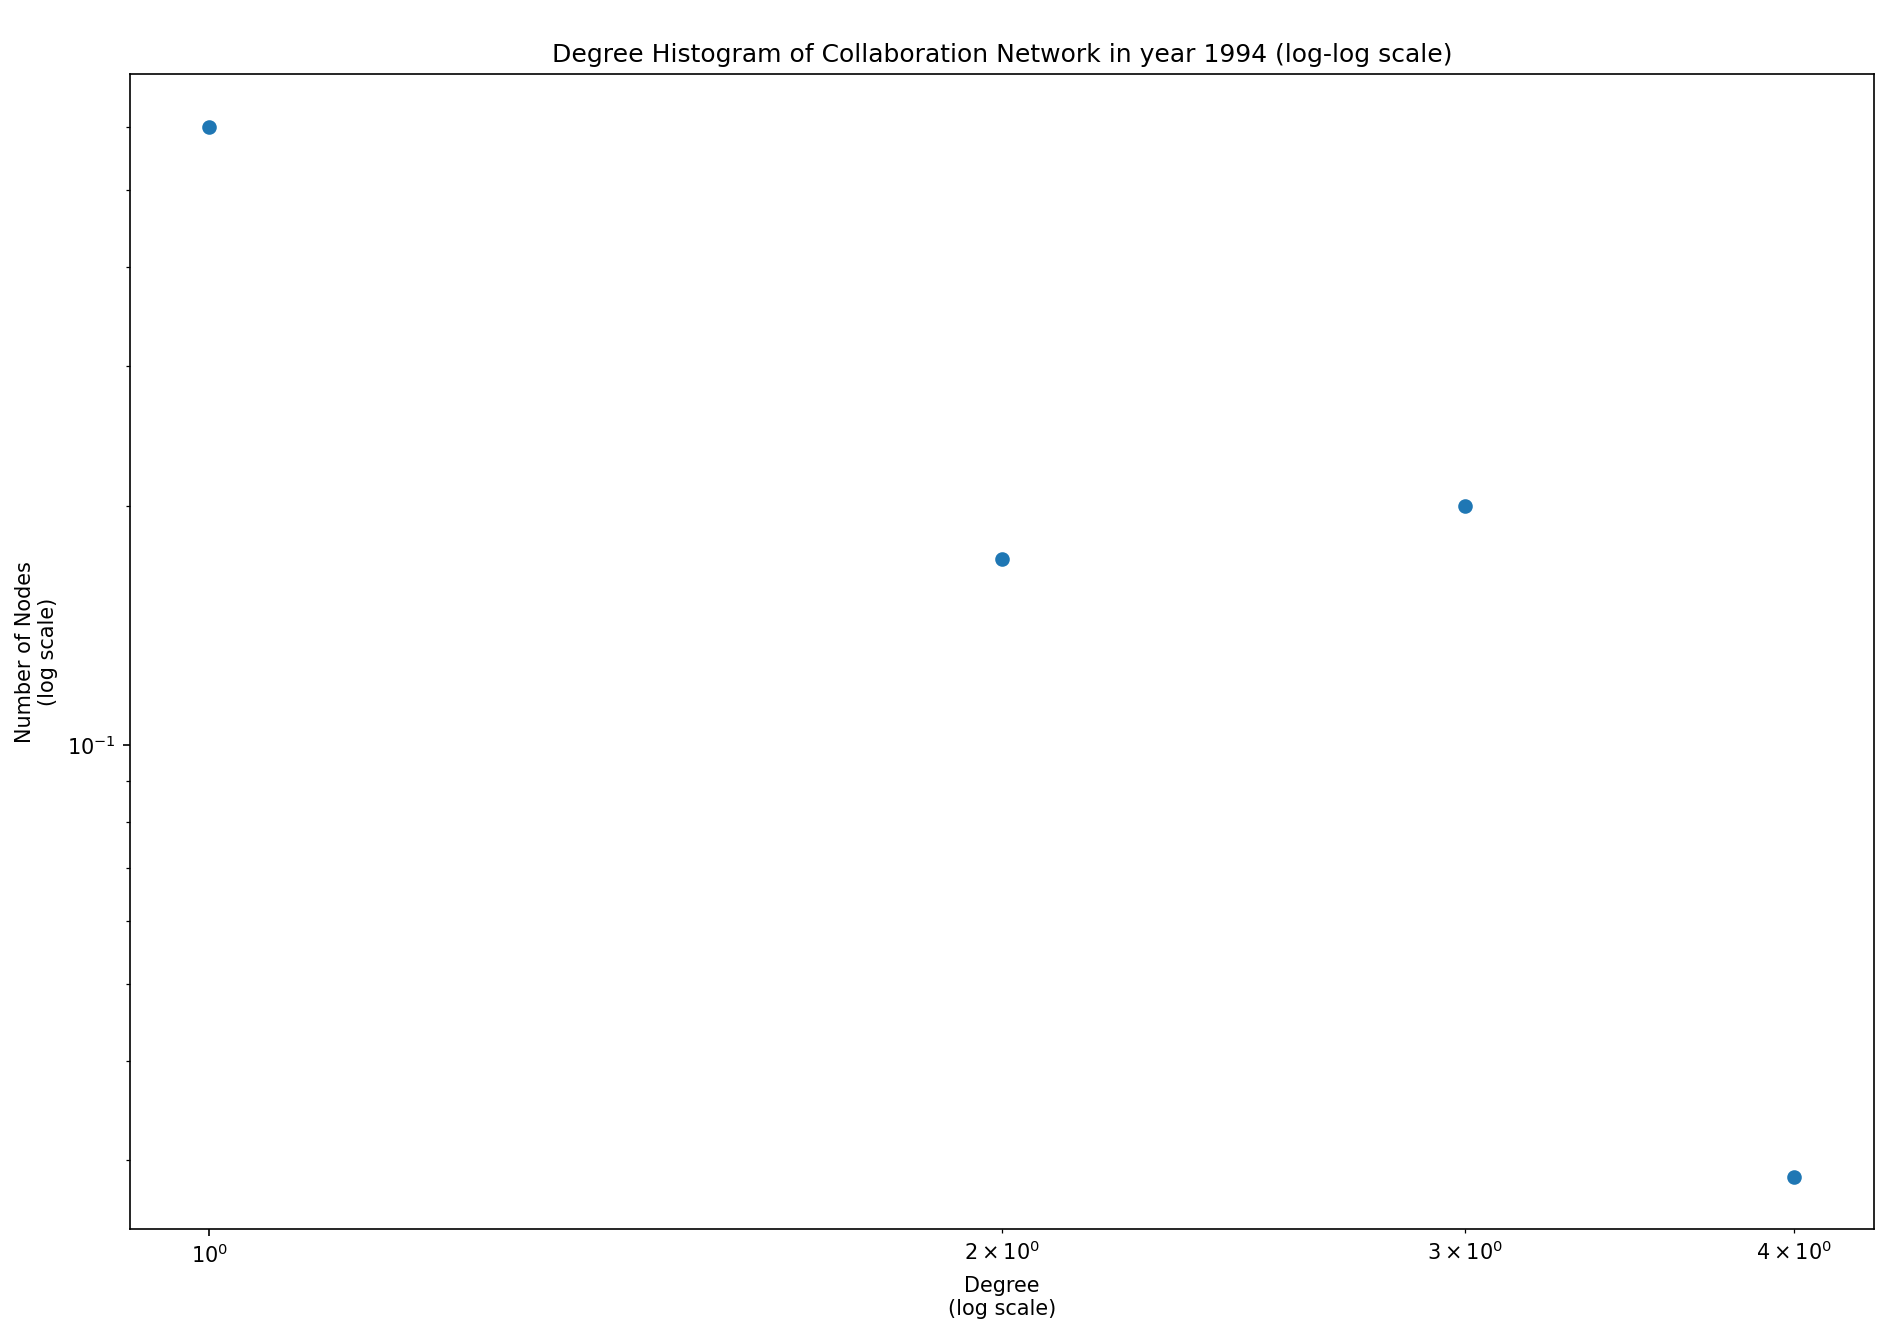 Degree Histogram of Collaboration Network in year 1994 (log-log scale)
Number of Nodes
(log scale)
10⁻¹
10⁰
2 × 10⁰
3 × 10⁰
4 × 10⁰
Degree
(log scale)